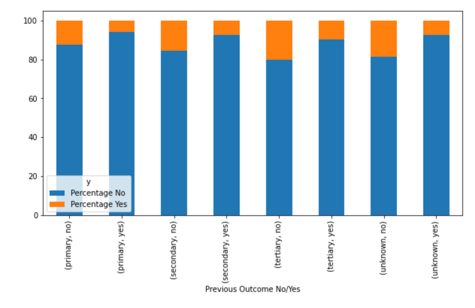 100
80
60
40
20
0
y
Percentage No
Percentage Yes
(primary, no)
(primary, yes)
(secondary, no)
(secondary, yes)
(tertiary, no)
(tertiary, yes)
(unknown, no)
(unknown, yes)
Previous Outcome No/Yes